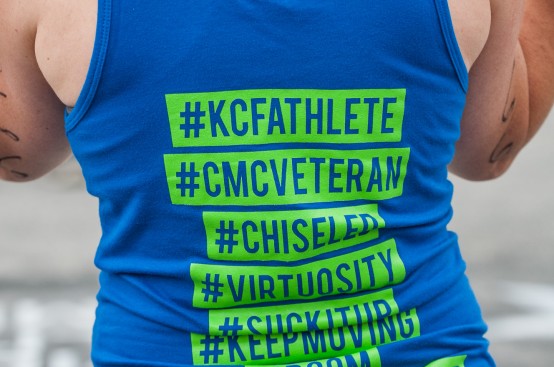 #KCFATHLETE
#CMCVETERAN
#CHISELED
#VIRTUOSITY
#KEEPMOVING